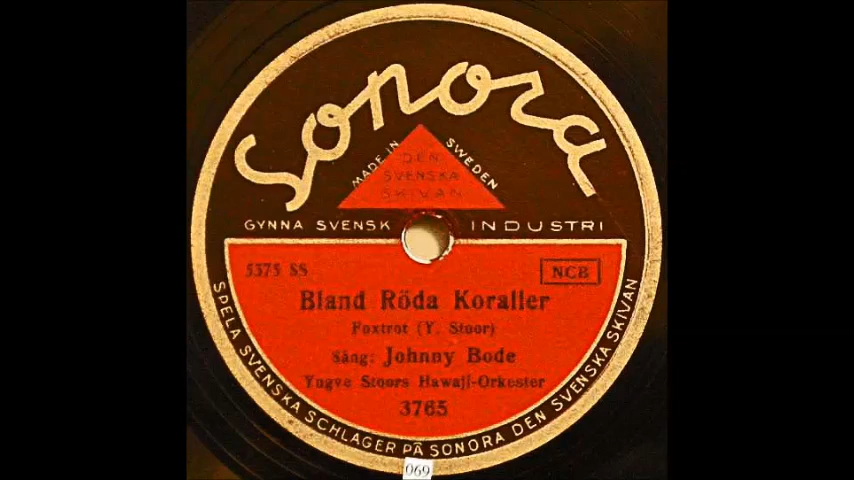 Sonora
MADE IN SWEDEN
DEN
SVENSKA
SKIVAN
GYNNA SVENSK INDUSTRI
5375 SS
NCB
Bland Röda Koraller
Foxtrot (Y. Stoor)
Sång: Johnny Bode
Yngve Stoors Hawaji-Orkester
3765
SPELA SVENSKA SCHLAGER PÅ SONORA DEN SVENSKA SKIVAN
069